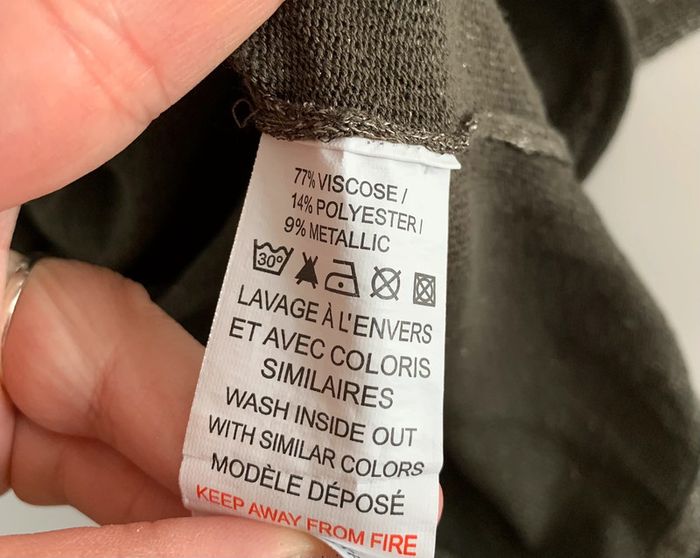 77% VISCOSE /
14% POLYESTER /
9% METALLIC
30°
LAVAGE À L'ENVERS
ET AVEC COLORIS
SIMILAIRES
WASH INSIDE OUT
WITH SIMILAR COLORS
MODÈLE DÉPOSÉ
KEEP AWAY FROM FIRE